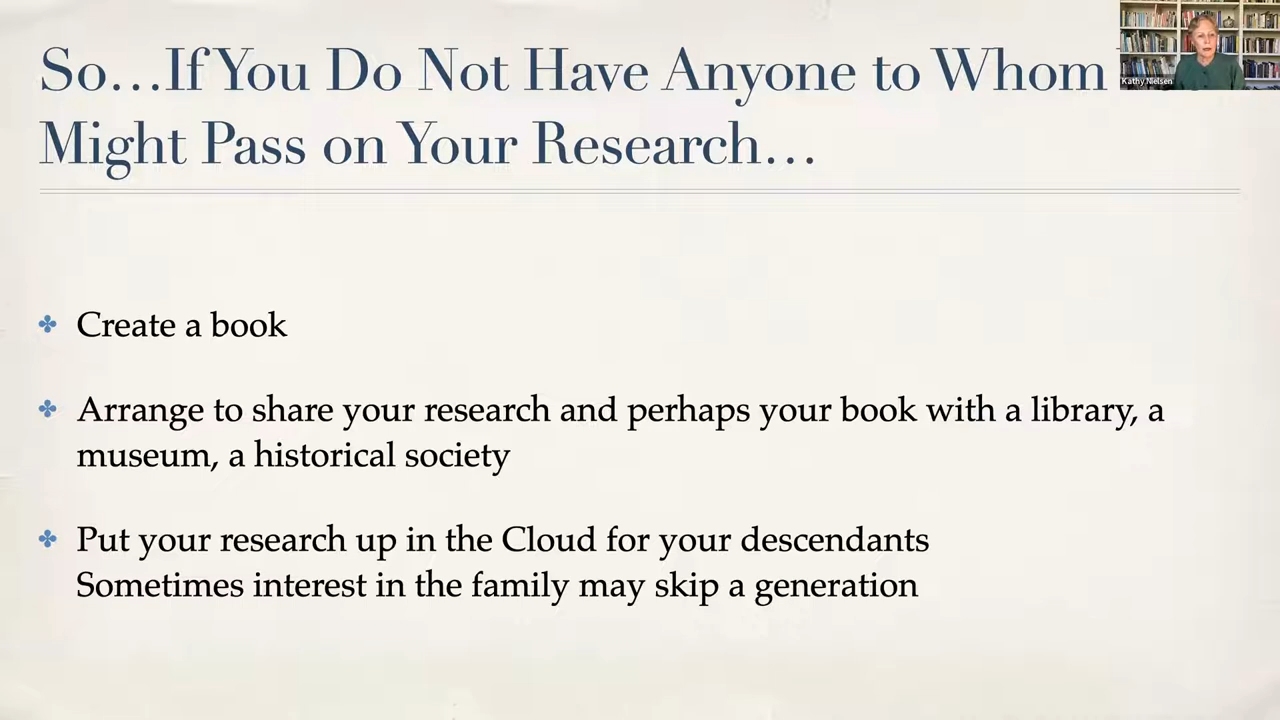 So...If You Do Not Have Anyone to Whom
Might Pass on Your Research...
Kathy Nielsen
Create a book
Arrange to share your research and perhaps your book with a library, a
museum, a historical society
Put your research up in the Cloud for your descendants
Sometimes interest in the family may skip a generation